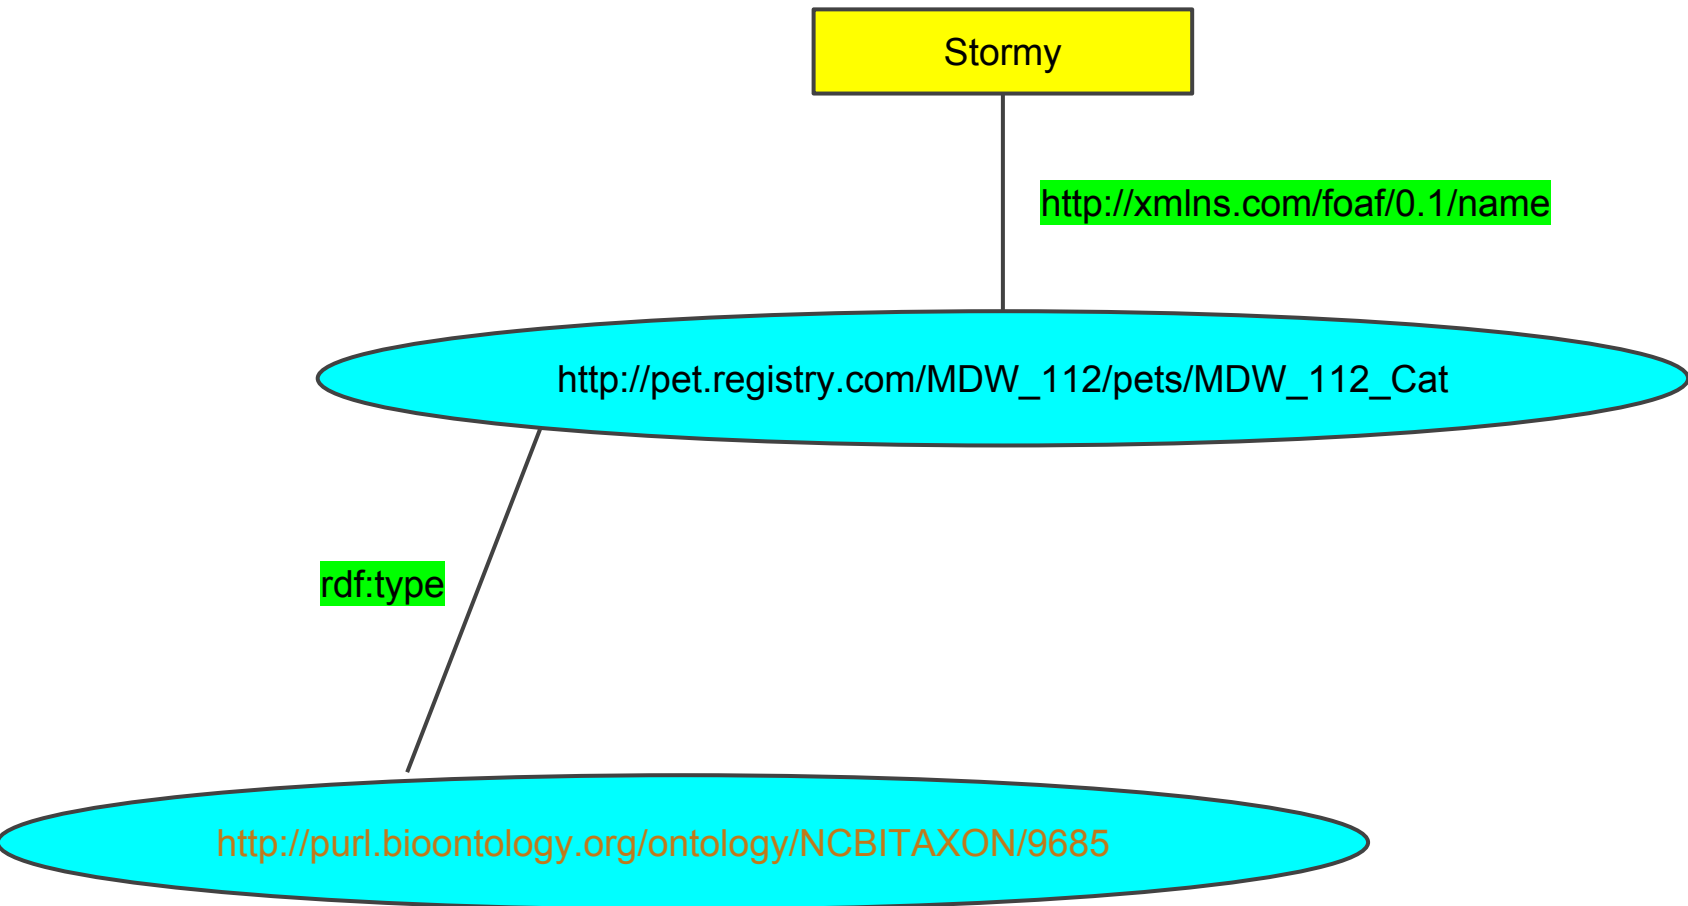 Stormy
http://xmlns.com/foaf/0.1/name
http://pet.registry.com/MDW_112/pets/MDW_112_Cat
rdf:type
http://purl.bioontology.org/ontology/NCBITAXON/9685